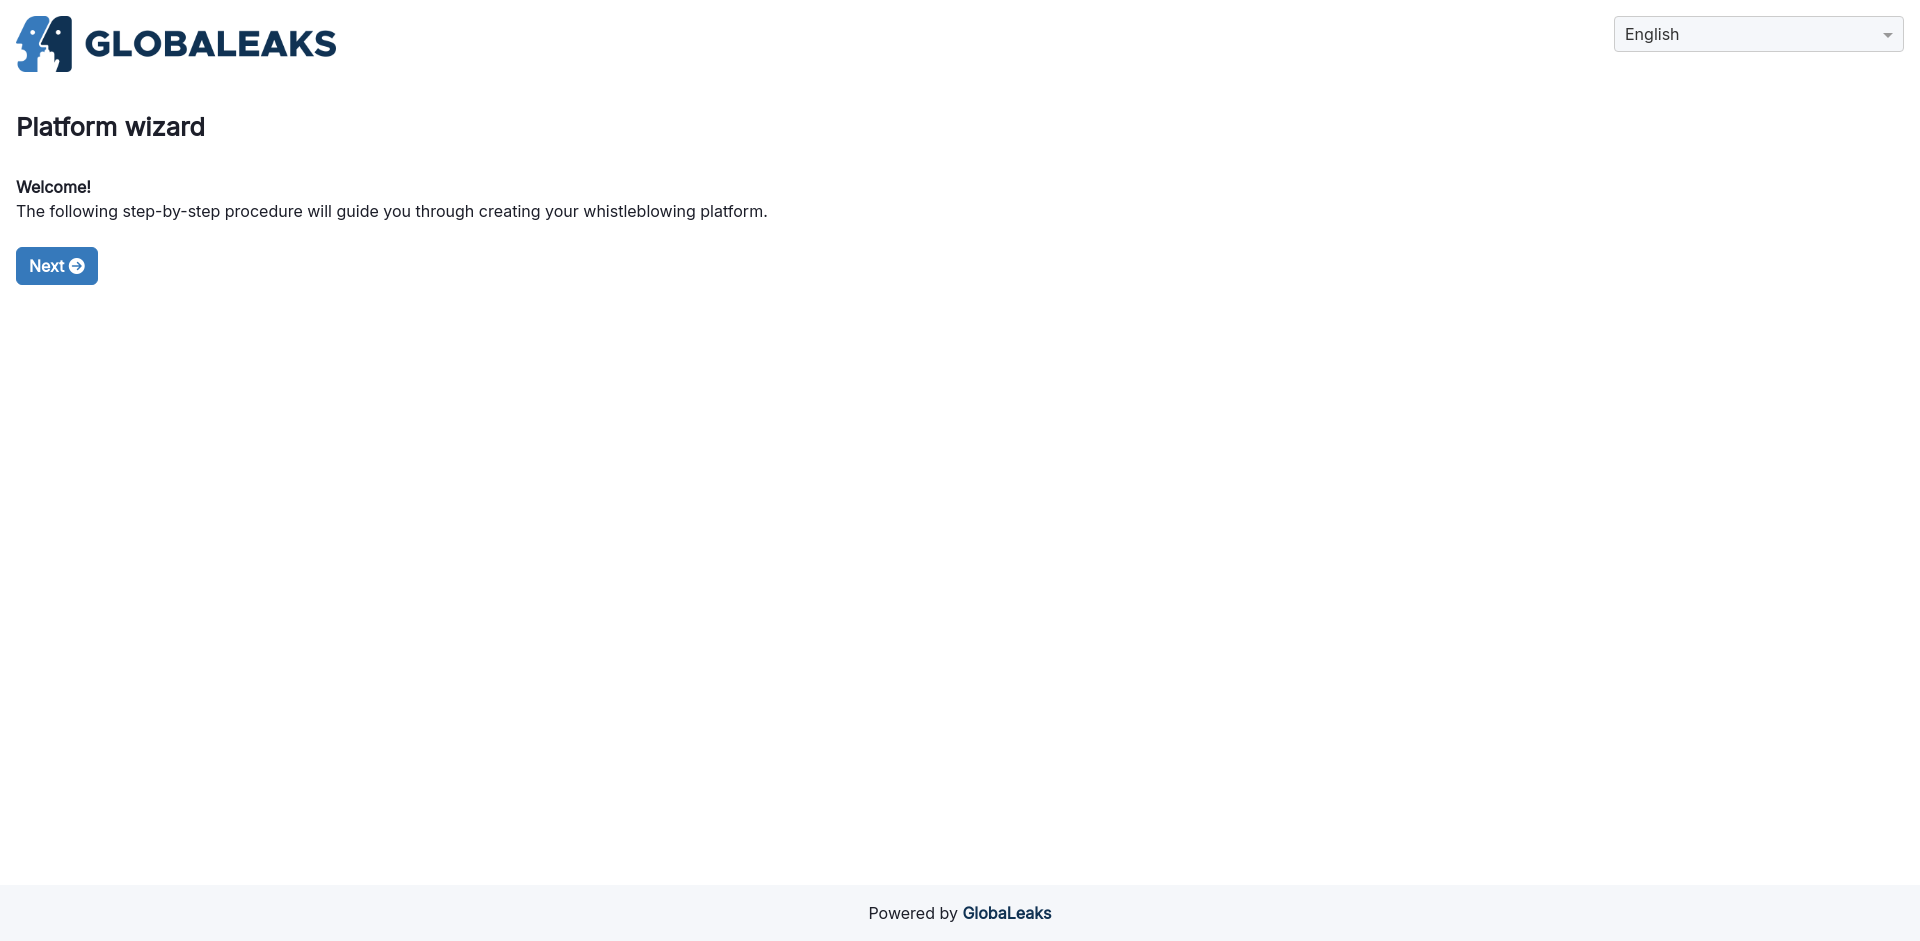 GLOBALEAKS
English
Platform wizard
Welcome!
The following step-by-step procedure will guide you through creating your whistleblowing platform.
Next
Powered by GlobaLeaks